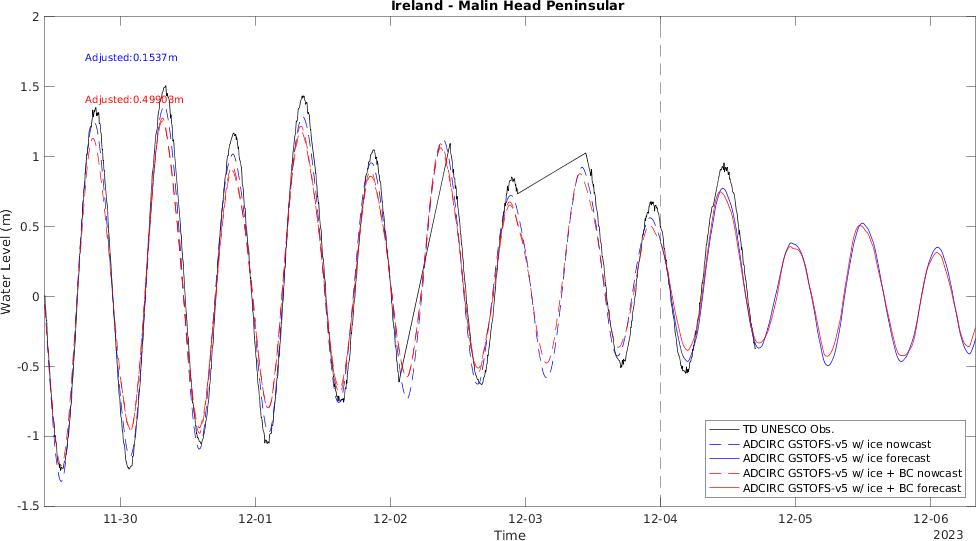 Ireland - Malin Head Peninsular
Adjusted:0.1537m
Adjusted:0.49903m
Water Level (m)
2
1.5
1
0.5
0
-0.5
-1
-1.5
11-30
12-01
12-02
12-03
12-04
12-05
12-06
Time
2023
TD UNESCO Obs.
ADCIRC GSTOFS-v5 w/ ice nowcast
ADCIRC GSTOFS-v5 w/ ice forecast
ADCIRC GSTOFS-v5 w/ ice + BC nowcast
ADCIRC GSTOFS-v5 w/ ice + BC forecast